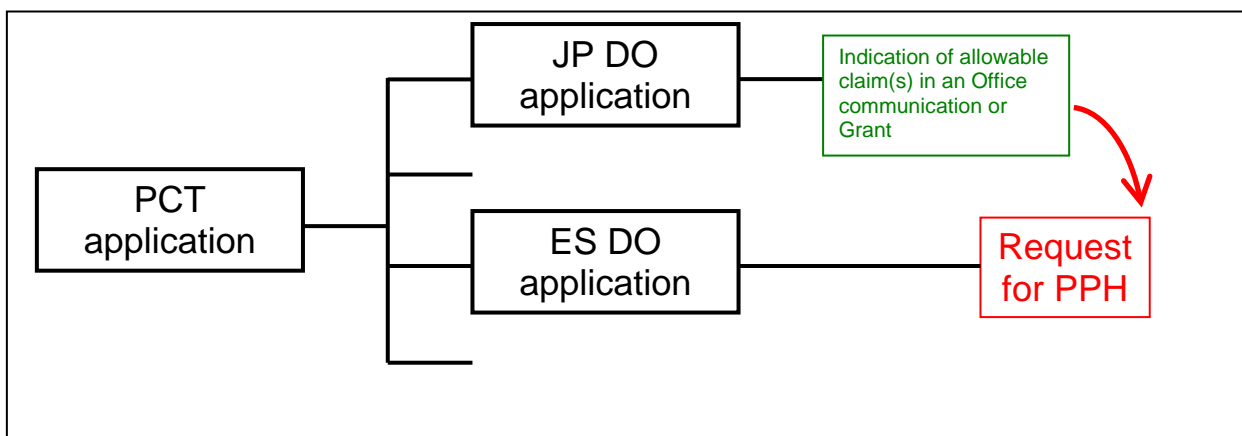 JP DO
application
Indication of allowable
claim(s) in an Office
communication or
Grant
PCT
application
ES DO
application
Request
for PPH